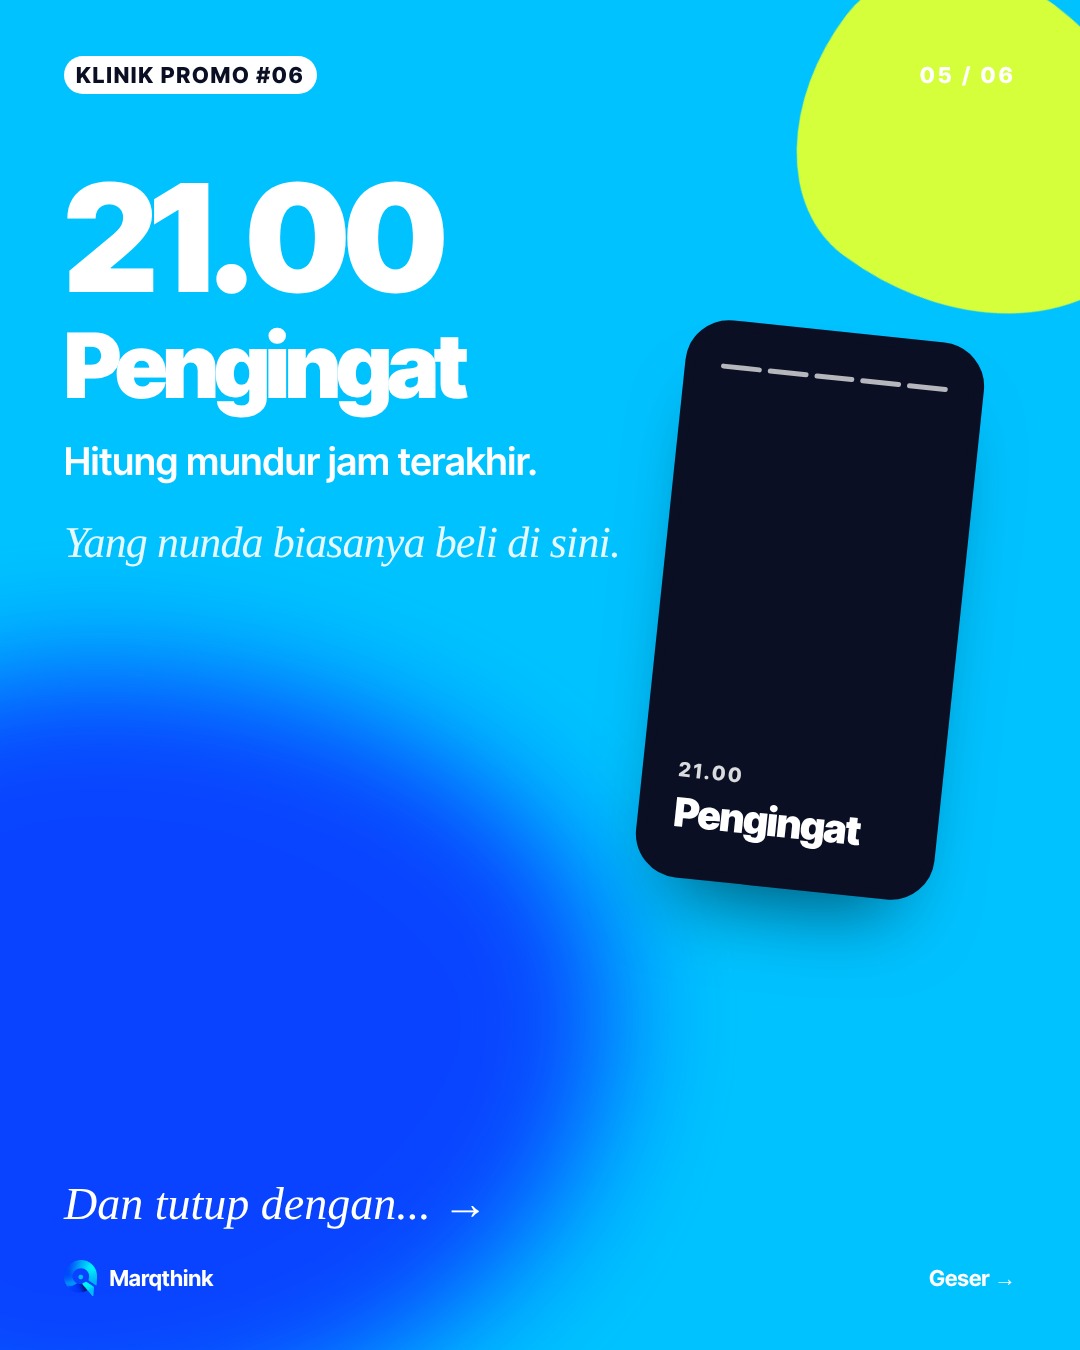 KLINIK PROMO #06
05 / 06
21.00
Pengingat
Hitung mundur jam terakhir.
Yang nunda biasanya beli di sini.
21.00
Pengingat
Dan tutup dengan... →
Marqthink
Geser →